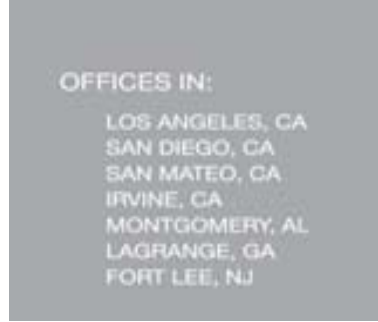 OFFICES IN:
LOS ANGELES, CA
SAN DIEGO, CA
SAN MATEO, CA
IRVINE, CA
MONTGOMERY, AL
LAGRANGE, GA
FORT LEE, NJ